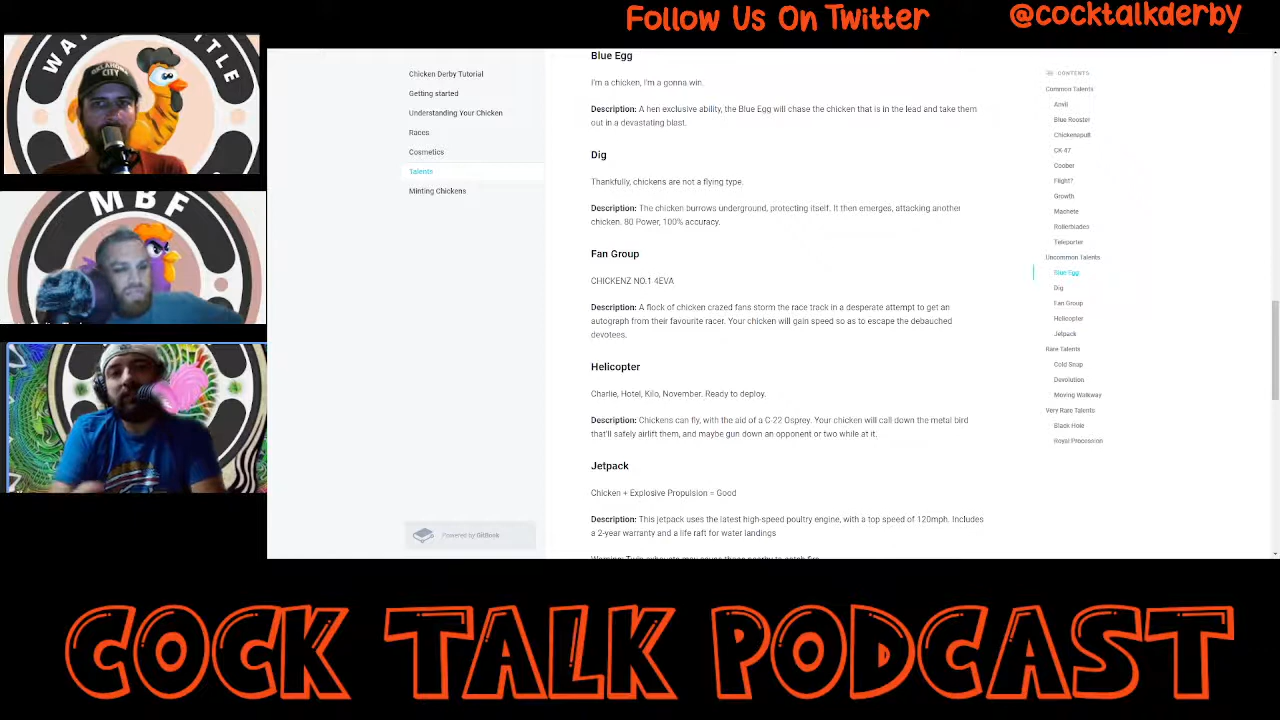 Follow Us On Twitter
@cocktalkderby
OKLAHOMA
CITY
MBF
Chicken Derby Tutorial
Getting started
Understanding Your Chicken
Races
Cosmetics
Talents
Minting Chickens
Powered by GitBook
Blue Egg
I'm a chicken, I'm a gonna win.
Description: A hen exclusive ability, the Blue Egg will chase the chicken that is in the lead and take them
out in a devastating blast.
Dig
Thankfully, chickens are not a flying type.
Description: The chicken burrows underground, protecting itself. It then emerges, attacking another
chicken. 80 Power, 100% accuracy.
Fan Group
CHICKENZ NO.1 4EVA
Description: A flock of chicken crazed fans storm the race track in a desperate attempt to get an
autograph from their favourite racer. Your chicken will gain speed so as to escape the debauched
devotees.
Helicopter
Charlie, Hotel, Kilo, November. Ready to deploy.
Description: Chickens can fly, with the aid of a C-22 Osprey. Your chicken will call down the metal bird
that'll safely airlift them, and maybe gun down an opponent or two while at it.
Jetpack
Chicken + Explosive Propulsion = Good
Description: This jetpack uses the latest high-speed poultry engine, with a top speed of 120mph. Includes
a 2-year warranty and a life raft for water landings
CONTENTS
Common Talents
Anvil
Blue Rooster
Chickenapult
CK-47
Coober
Flight?
Growth
Machete
Rollerblades
Teleporter
Uncommon Talents
Blue Egg
Dig
Fan Group
Helicopter
Jetpack
Rare Talents
Cold Snap
Devolution
Moving Walkway
Very Rare Talents
Black Hole
Royal Procession
COCK TALK PODCAST